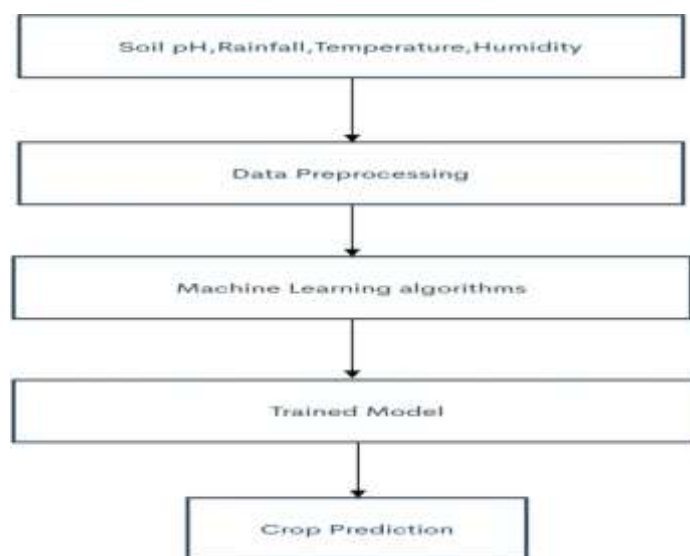 Soil pH,Rainfall,Temperature,Humidity
Data Preprocessing
Machine Learning algorithms
Trained Model
Crop Prediction